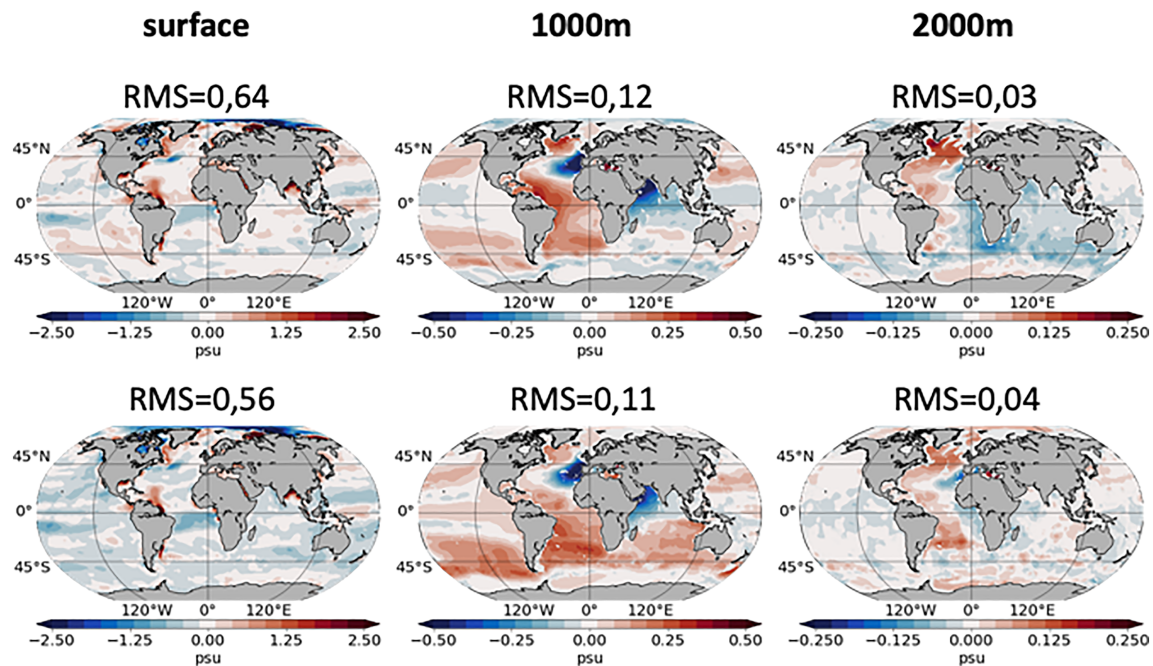 surface 1000m 2000m
RMS=0,64 RMS=0,12 RMS=0,03
45°N 45°N 45°N
0° 0° 0°
45°S 45°S 45°S
120°W 0° 120°E 120°W 0° 120°E 120°W 0° 120°E
−2.50 −1.25 0.00 1.25 2.50 −0.50 −0.25 0.00 0.25 0.50 −0.250 −0.125 0.000 0.125 0.250
psu psu psu
RMS=0,56 RMS=0,11 RMS=0,04
45°N 45°N 45°N
0° 0° 0°
45°S 45°S 45°S
120°W 0° 120°E 120°W 0° 120°E 120°W 0° 120°E
−2.50 −1.25 0.00 1.25 2.50 −0.50 −0.25 0.00 0.25 0.50 −0.250 −0.125 0.000 0.125 0.250
psu psu psu